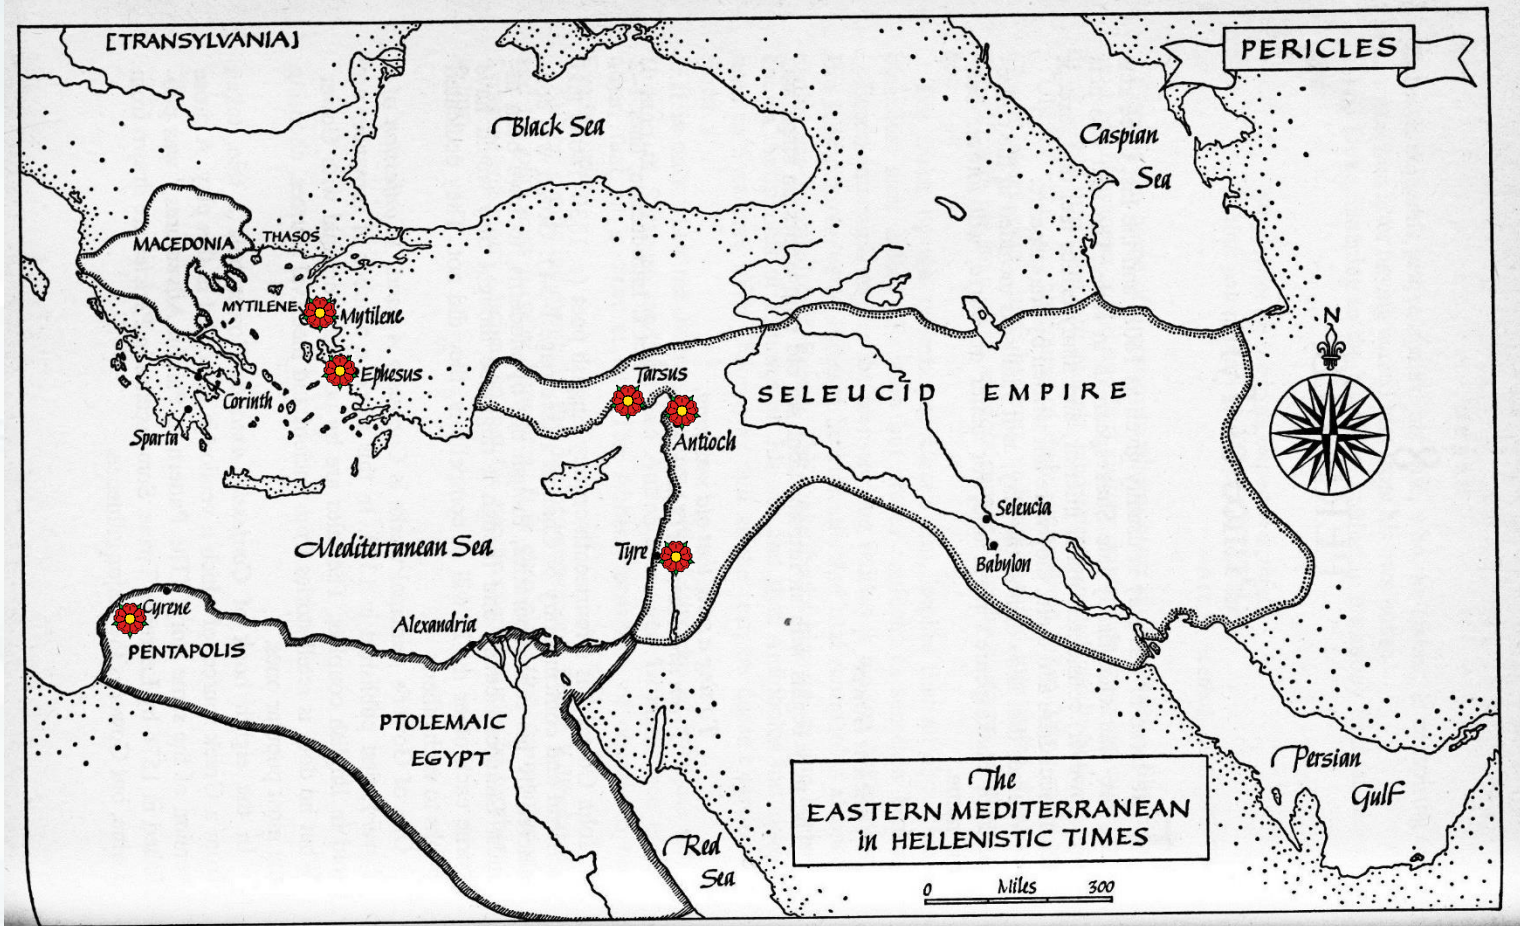 [TRANSYLVANIA]
PERICLES
Black Sea
Caspian
Sea
MACEDONIA
THASOS
MYTILENE
Mytilene
N
Ephesus
Tarsus
SELEUCID EMPIRE
Corinth
Sparta
Antioch
Seleucia
Mediterranean Sea
Tyre
Babylon
Cyrene
Alexandria
PENTAPOLIS
PTOLEMAIC
EGYPT
Persian
Gulf
The
EASTERN MEDITERRANEAN
in HELLENISTIC TIMES
Red
Sea
0 Miles 300